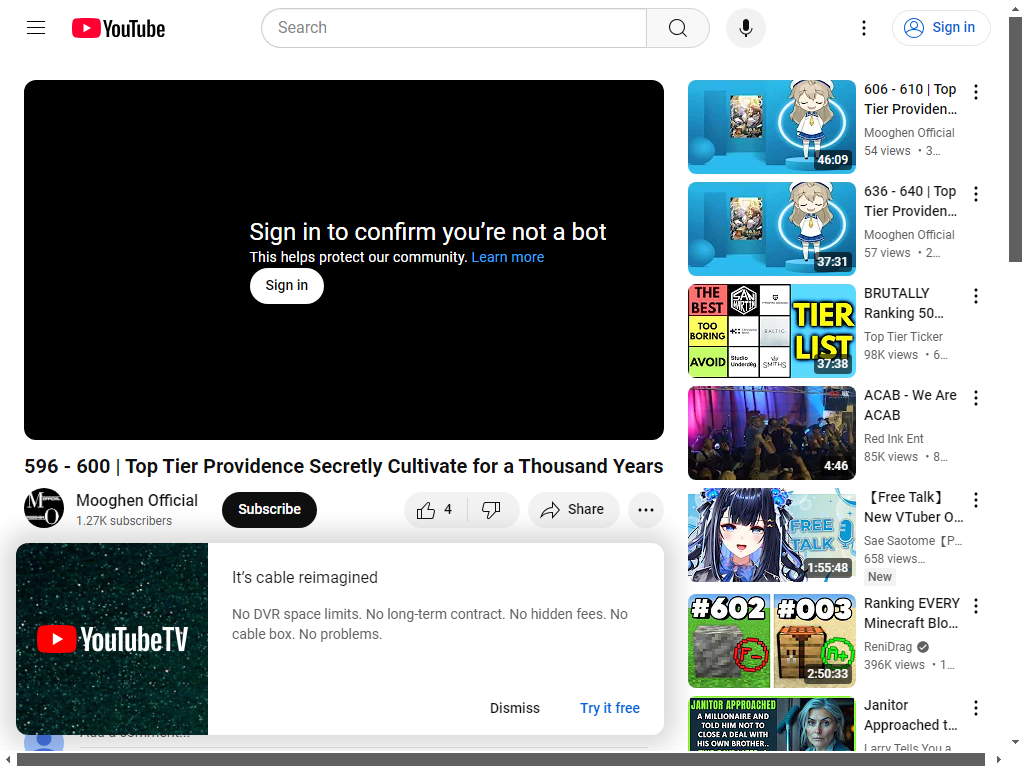 YouTube
Search
Sign in
Sign in to confirm you’re not a bot
This helps protect our community. Learn more
Sign in
596 - 600 | Top Tier Providence Secretly Cultivate for a Thousand Years
Mooghen Official
1.27K subscribers
Subscribe
4
Share
It’s cable reimagined
No DVR space limits. No long-term contract. No hidden fees. No
cable box. No problems.
YouTubeTV
Dismiss
Try it free
Add a comment...
46:09
606 - 610 | Top
Tier Providen…
Mooghen Official
54 views • 3…
37:31
636 - 640 | Top
Tier Providen…
Mooghen Official
57 views • 2…
THE
BEST
SAN
MARTIN
TOO
BORING
BALTIC
AVOID
Studio
Underd0g
SMITHS
TIER
LIST
37:38
BRUTALLY
Ranking 50…
Top Tier Ticker
98K views • 6…
4:46
ACAB - We Are
ACAB
Red Ink Ent
85K views • 8…
FREE
TALK
1:55:48
【Free Talk】
New VTuber O…
Sae Saotome【P…
658 views…
New
#602
#003
2:50:33
Ranking EVERY
Minecraft Blo…
ReniDrag
396K views • 1…
JANITOR APPROACHED
A MILLIONAIRE AND
TOLD HIM NOT TO
CLOSE A DEAL WITH
HIS OWN BROTHER..
Janitor
Approached t…
Larry Tells You a